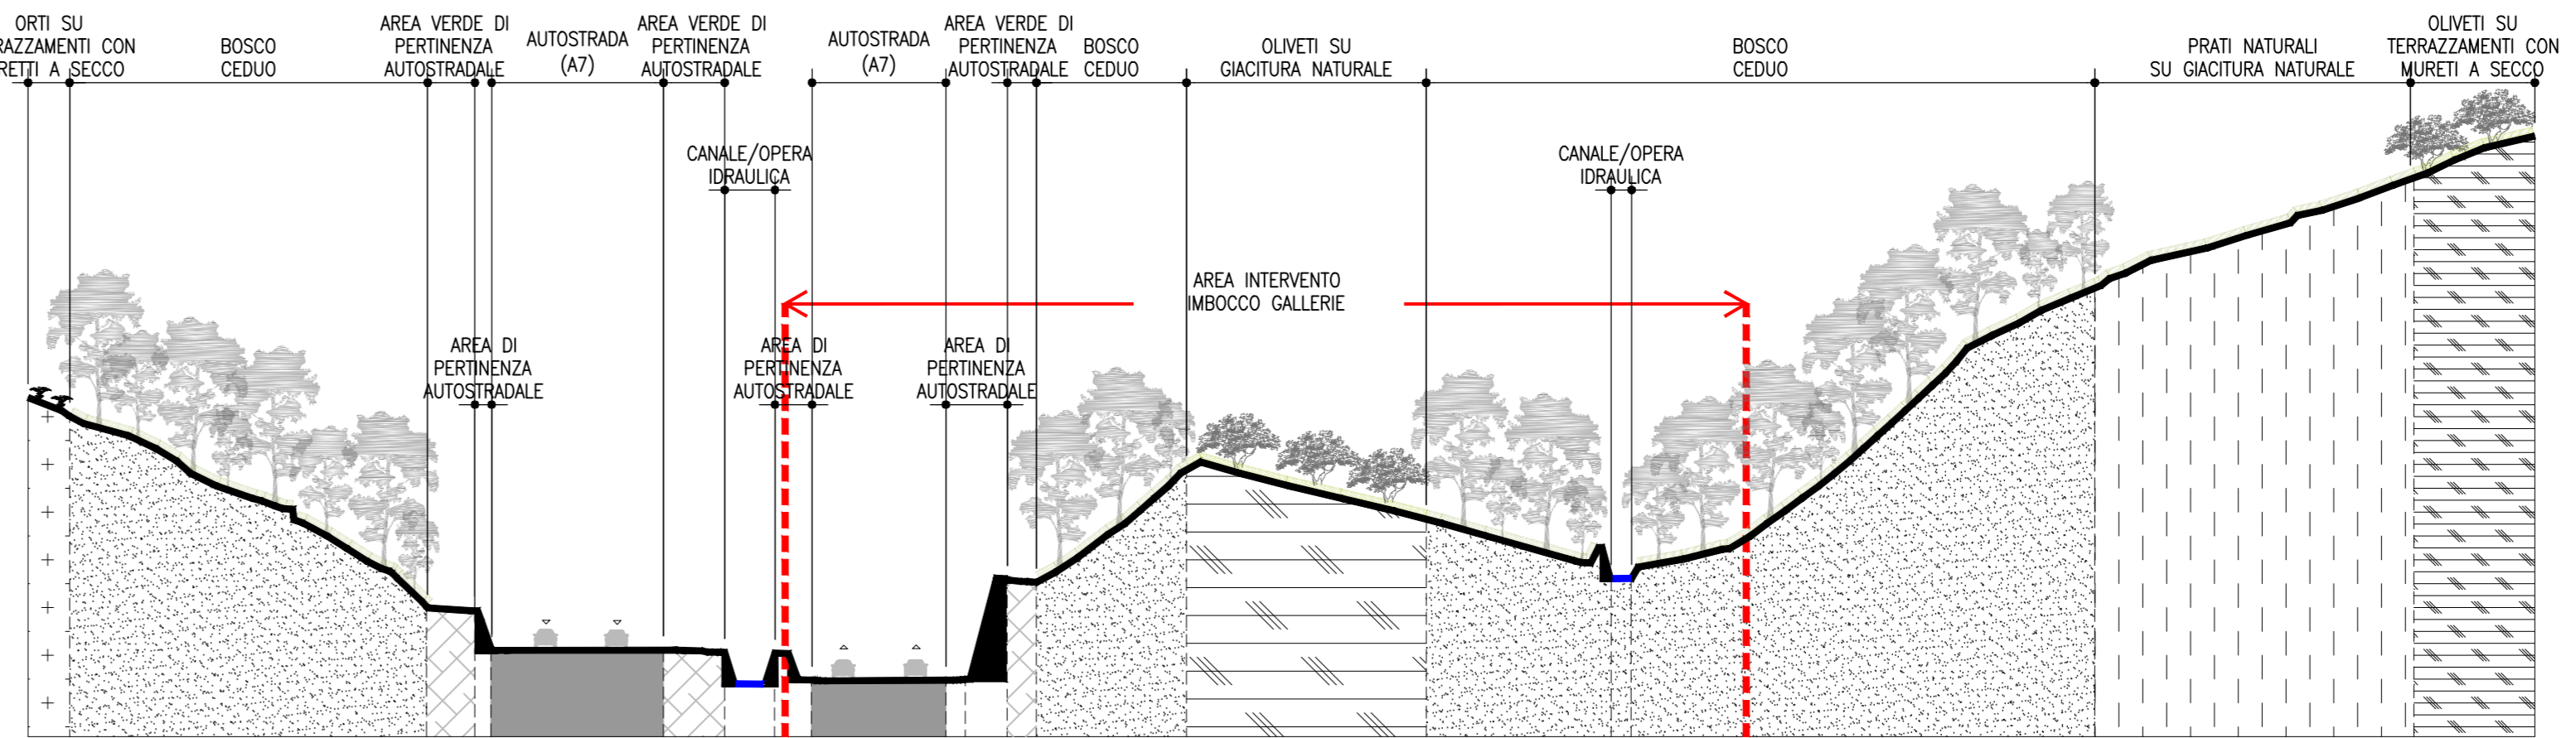 ORTI SU
RAZZAMENTI CON
RETTI A SECCO
BOSCO
CEDUO
AREA VERDE DI
PERTINENZA
AUTOSTRADALE
AUTOSTRADA
(A7)
AREA VERDE DI
PERTINENZA
AUTOSTRADALE
AUTOSTRADA
(A7)
AREA VERDE DI
PERTINENZA
AUTOSTRADALE
BOSCO
CEDUO
OLIVETI SU
GIACITURA NATURALE
BOSCO
CEDUO
PRATI NATURALI
SU GIACITURA NATURALE
OLIVETI SU
TERRAZZAMENTI CON
MURETI A SECCO
CANALE/OPERA
IDRAULICA
CANALE/OPERA
IDRAULICA
AREA INTERVENTO
IMBOCCO GALLERIE
AREA DI
PERTINENZA
AUTOSTRADALE
AREA DI
PERTINENZA
AUTOSTRADALE
AREA DI
PERTINENZA
AUTOSTRADALE